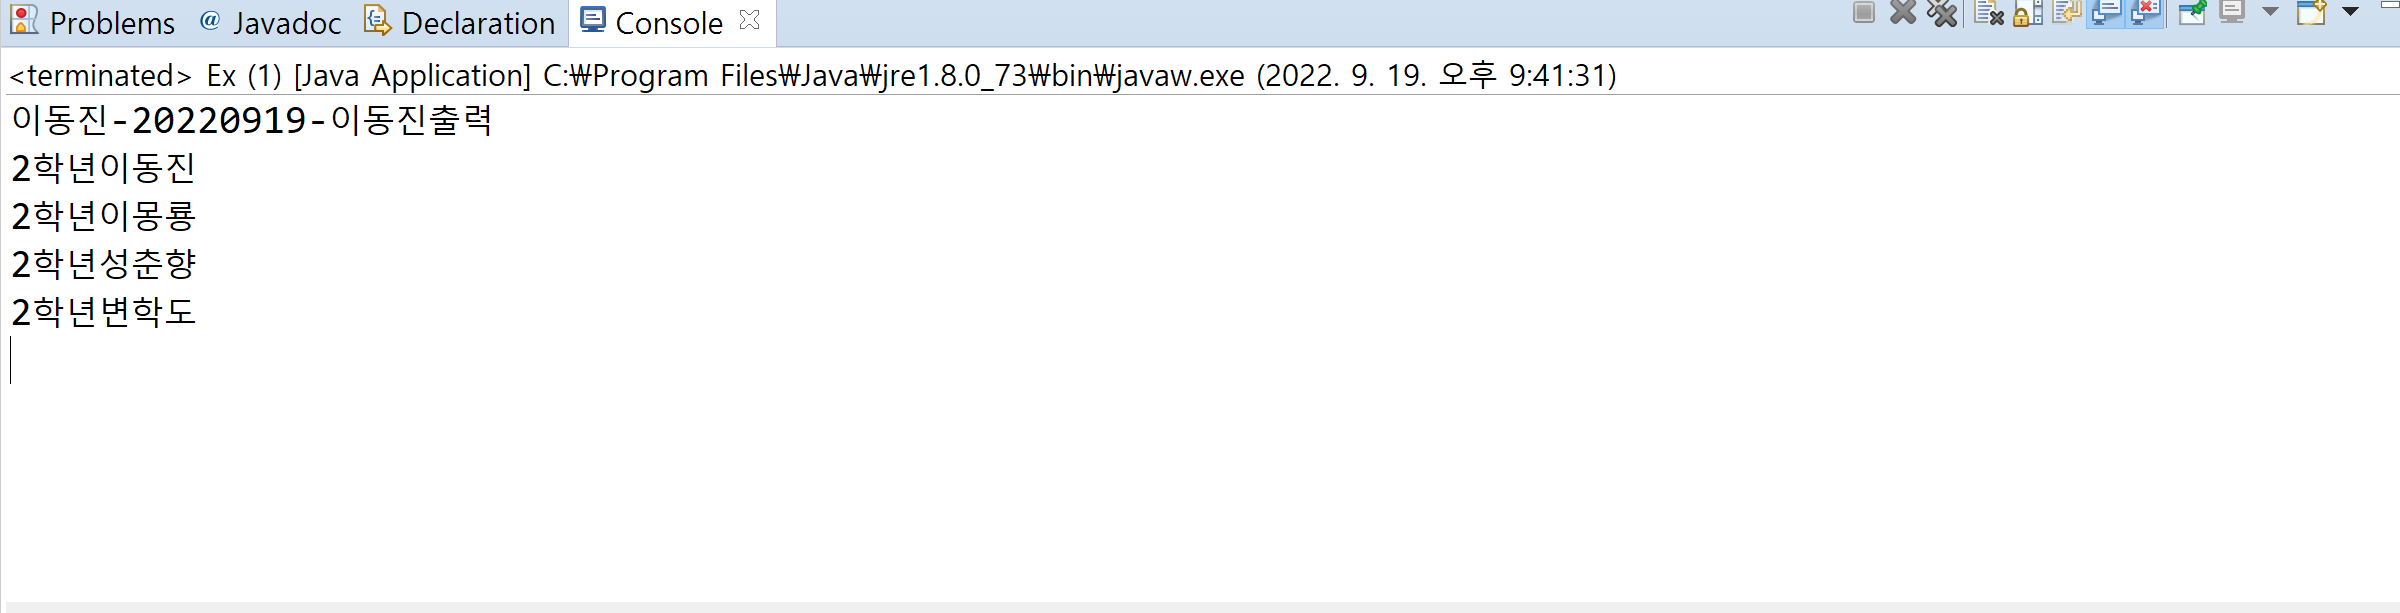 Problems @ Javadoc Declaration Console
<terminated> Ex (1) [Java Application] C:₩Program Files₩Java₩jre1.8.0_73₩bin₩javaw.exe (2022. 9. 19. 오후 9:41:31)
이동진-20220919-이동진출력
2학년이동진
2학년이몽룡
2학년성춘향
2학년변학도